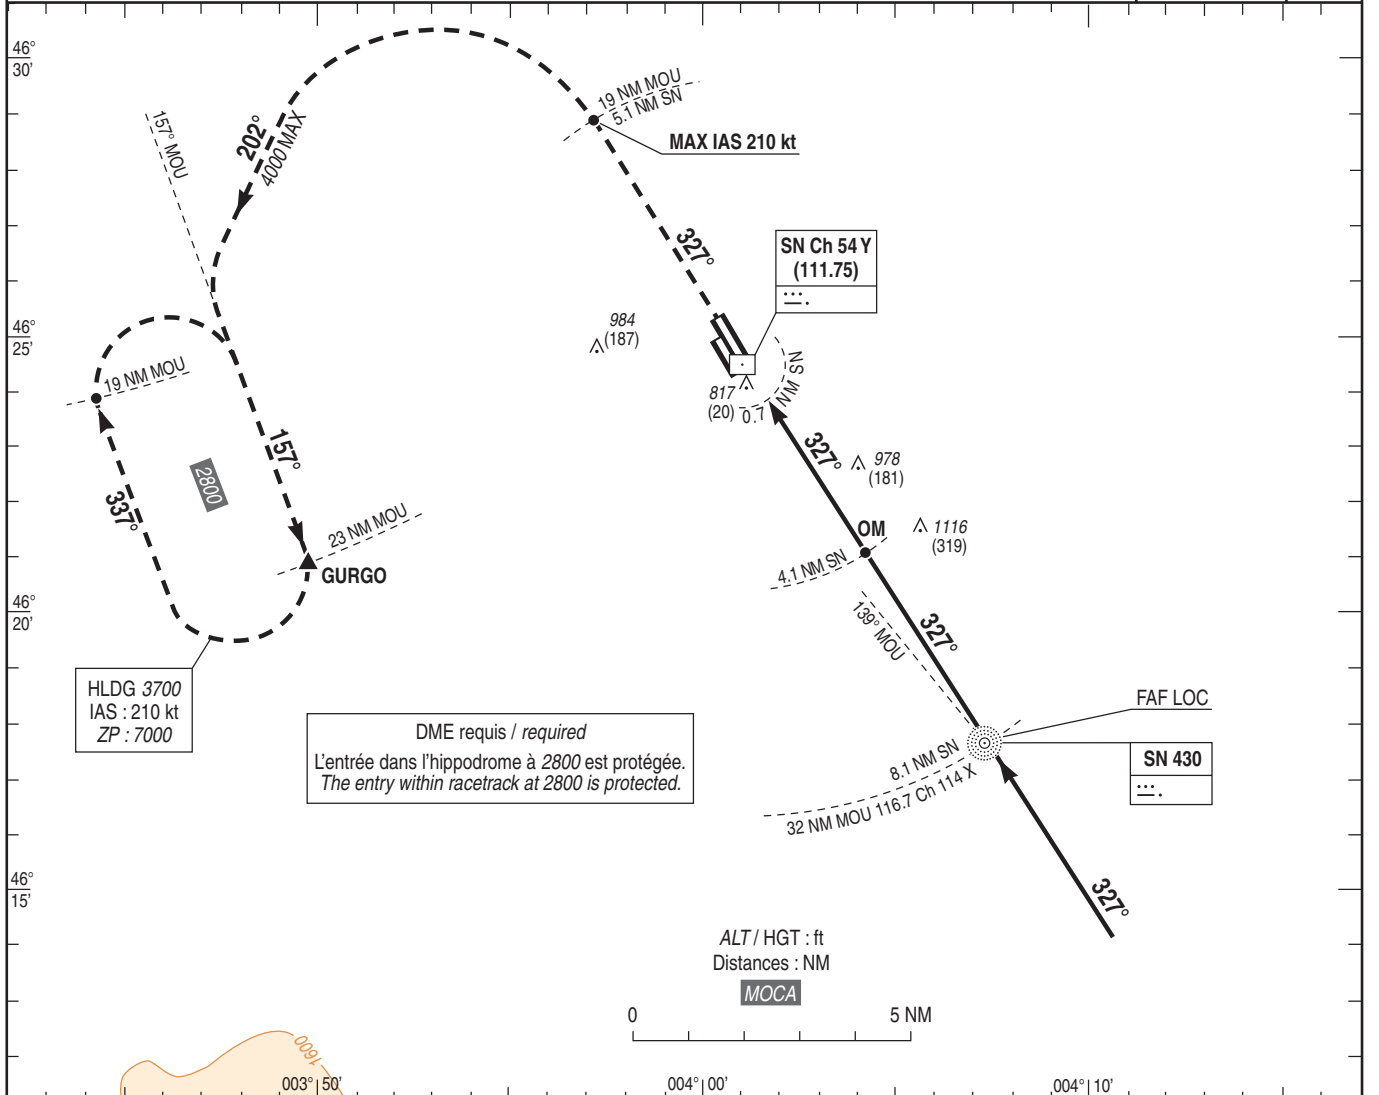 46°
30'
19 NM MOU
5.1 NM SN
MAX IAS 210 kt
157° MOU
202°
4000 MAX
327°
SN Ch 54 Y
(111.75)
46°
25'
984
(187)
19 NM MOU
817
(20)
0.7 NM SN
157°
2800
337°
327°
978
(181)
OM
1116
(319)
23 NM MOU
GURGO
4.1 NM SN
46°
20'
139° MOU
327°
HLDG 3700
IAS : 210 kt
ZP : 7000
FAF LOC
DME requis / required
L'entrée dans l'hippodrome à 2800 est protégée.
The entry within racetrack at 2800 is protected.
8.1 NM SN
32 NM MOU 116.7 Ch 114 X
SN 430
46°
15'
327°
ALT / HGT : ft
Distances : NM
MOCA
0 5 NM
1600
003° 50' 004° 00' 004° 10'